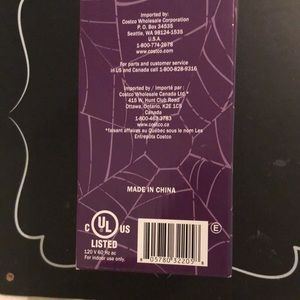 Imported by:
Costco Wholesale Corporation
P. O. Box 34535
Seattle, WA 98124-1535
U.S.A.
1-800-774-2678
www.costco.com
For parts and customer service
in US and Canada call 1-800-828-9316
Imported by / Importé par :
Costco Wholesale Canada Ltd.*
415 W. Hunt Club Road
Ottawa, Ontario, K2E 1C5
Canada
1-800-463-3783
www.costco.ca
*faisant affaires au Québec sous le nom Les
Entrepôts Costco
MADE IN CHINA
C UL US
LISTED
120 V 60 Hz ac
For indoor use only.
E
05780 32205